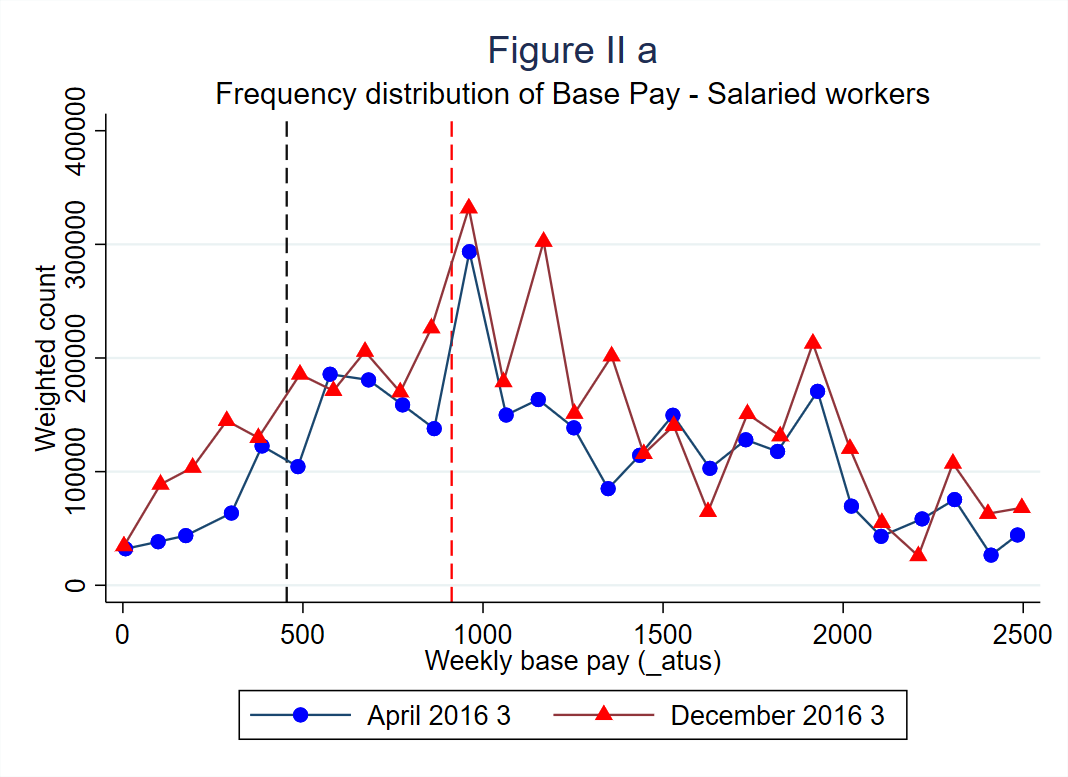 Figure II a
Frequency distribution of Base Pay - Salaried workers
400000
300000
200000
100000
0
Weighted count
0 500 1000 1500 2000 2500
Weekly base pay (_atus)
April 2016 3 December 2016 3